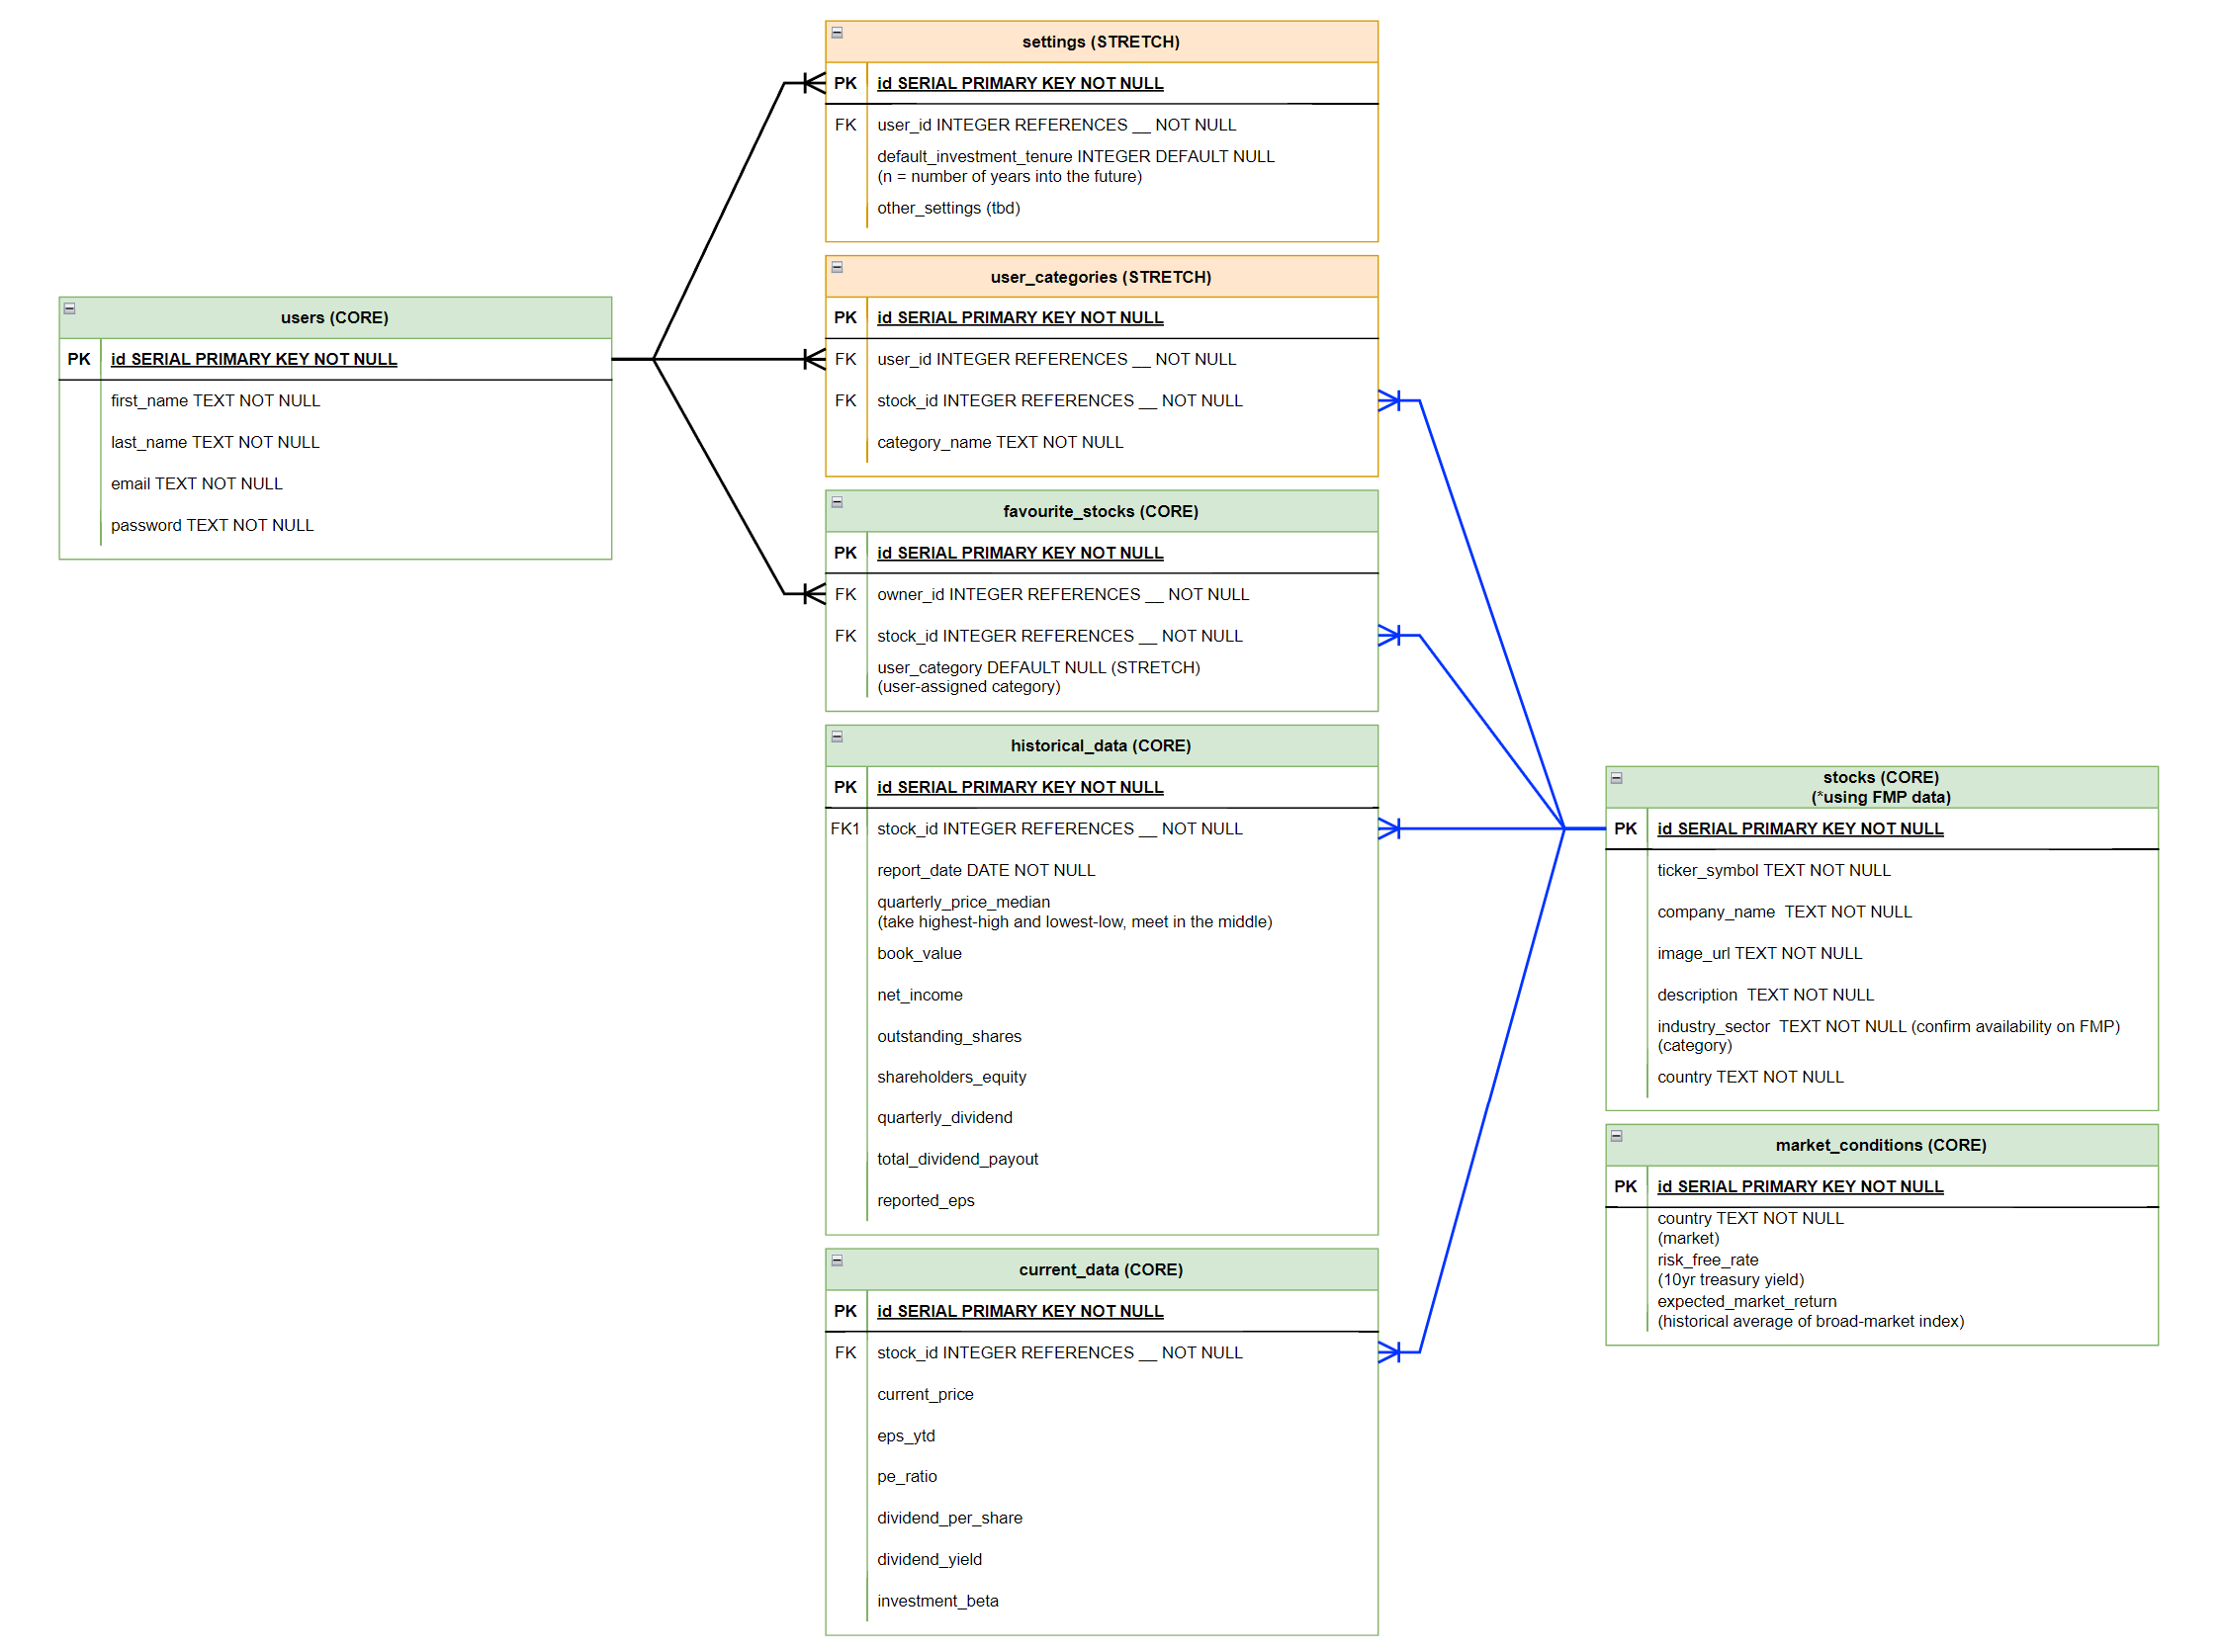 settings (STRETCH)
PK id SERIAL PRIMARY KEY NOT NULL
FK user_id INTEGER REFERENCES __ NOT NULL
default_investment_tenure INTEGER DEFAULT NULL
(n = number of years into the future)
other_settings (tbd)
user_categories (STRETCH)
PK id SERIAL PRIMARY KEY NOT NULL
FK user_id INTEGER REFERENCES __ NOT NULL
FK stock_id INTEGER REFERENCES __ NOT NULL
category_name TEXT NOT NULL
users (CORE)
PK id SERIAL PRIMARY KEY NOT NULL
first_name TEXT NOT NULL
last_name TEXT NOT NULL
email TEXT NOT NULL
password TEXT NOT NULL
favourite_stocks (CORE)
PK id SERIAL PRIMARY KEY NOT NULL
FK owner_id INTEGER REFERENCES __ NOT NULL
FK stock_id INTEGER REFERENCES __ NOT NULL
user_category DEFAULT NULL (STRETCH)
(user-assigned category)
historical_data (CORE)
PK id SERIAL PRIMARY KEY NOT NULL
FK1 stock_id INTEGER REFERENCES __ NOT NULL
report_date DATE NOT NULL
quarterly_price_median
(take highest-high and lowest-low, meet in the middle)
book_value
net_income
outstanding_shares
shareholders_equity
quarterly_dividend
total_dividend_payout
reported_eps
current_data (CORE)
PK id SERIAL PRIMARY KEY NOT NULL
FK stock_id INTEGER REFERENCES __ NOT NULL
current_price
eps_ytd
pe_ratio
dividend_per_share
dividend_yield
investment_beta
stocks (CORE)
(*using FMP data)
PK id SERIAL PRIMARY KEY NOT NULL
ticker_symbol TEXT NOT NULL
company_name  TEXT NOT NULL
image_url TEXT NOT NULL
description  TEXT NOT NULL
industry_sector  TEXT NOT NULL (confirm availability on FMP)
(category)
country TEXT NOT NULL
market_conditions (CORE)
PK id SERIAL PRIMARY KEY NOT NULL
country TEXT NOT NULL
(market)
risk_free_rate
(10yr treasury yield)
expected_market_return
(historical average of broad-market index)